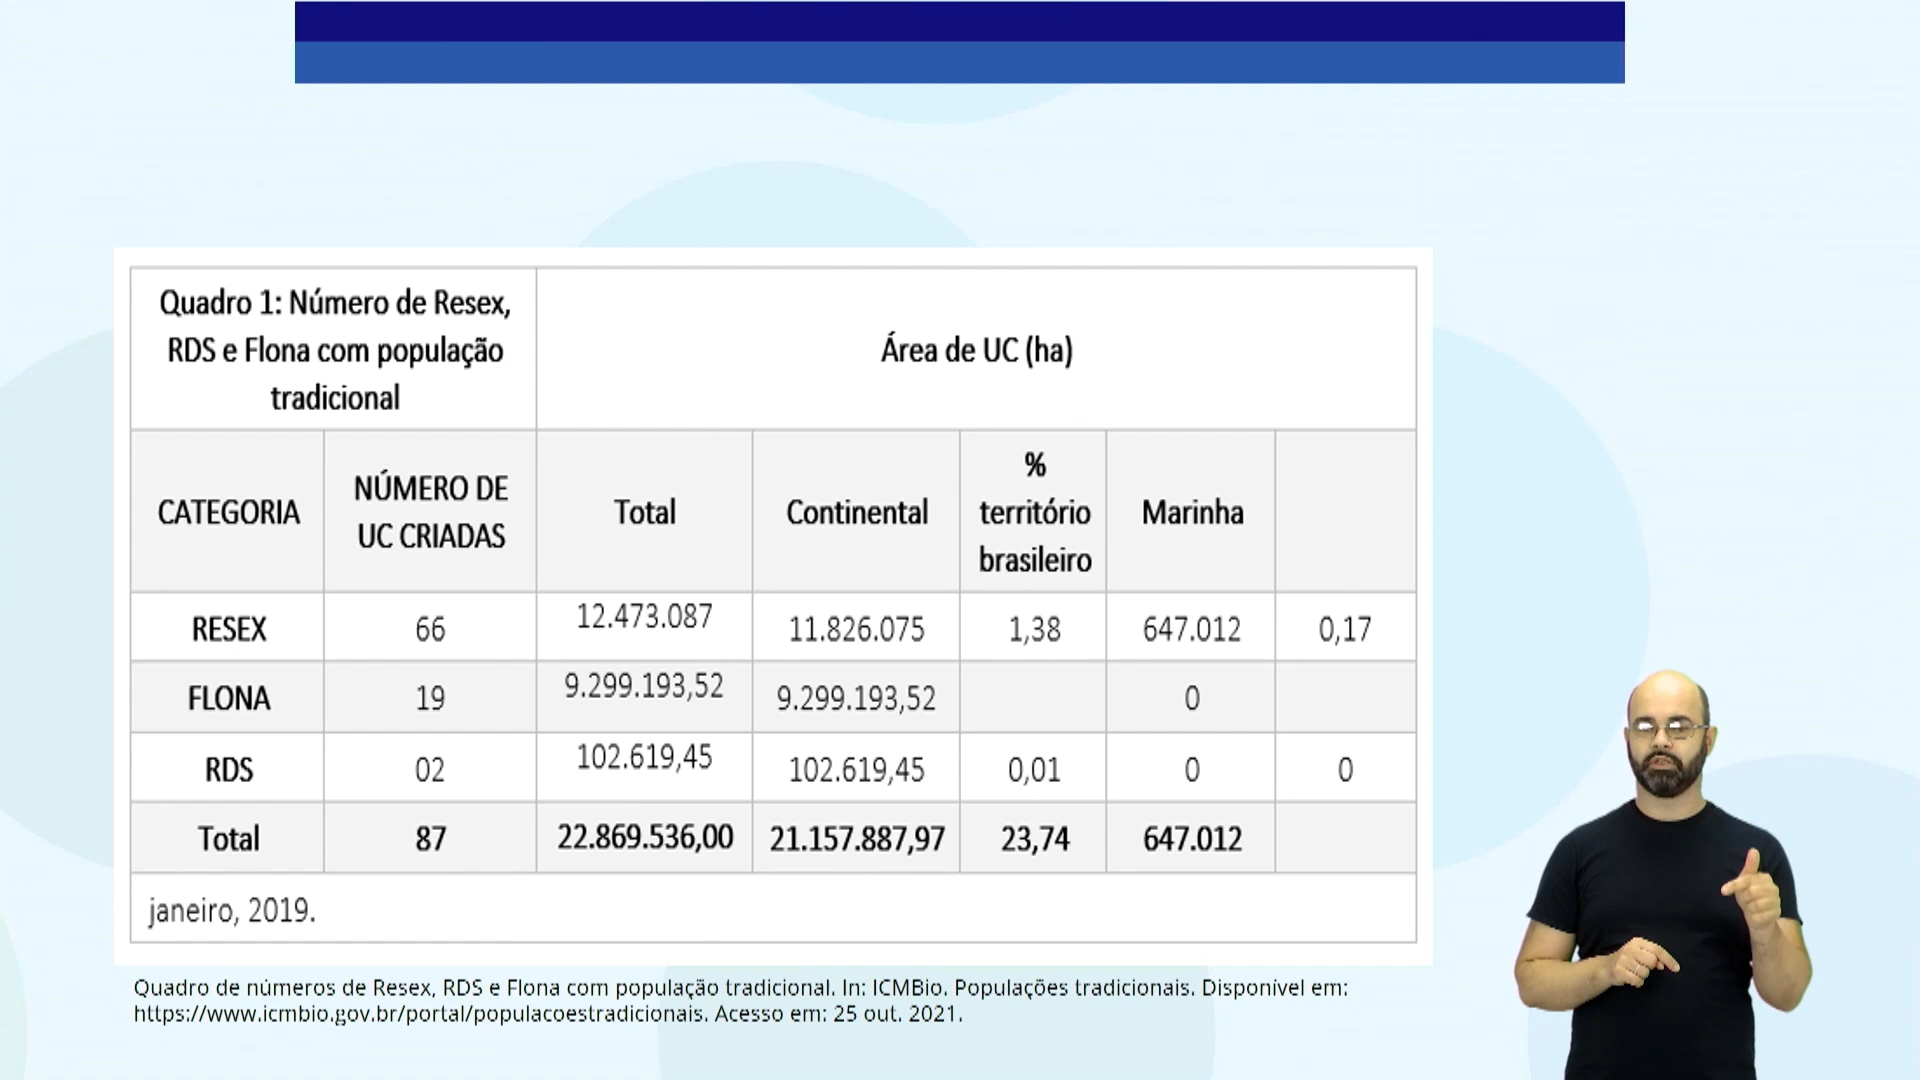 Quadro 1: Número de Resex,
RDS e Flona com população
tradicional
Área de UC (ha)
CATEGORIA
NÚMERO DE
UC CRIADAS
Total
Continental
%
território
brasileiro
Marinha
RESEX 66 12.473.087 11.826.075 1,38 647.012 0,17
FLONA 19 9.299.193,52 9.299.193,52 0
RDS 02 102.619,45 102.619,45 0,01 0 0
Total 87 22.869.536,00 21.157.887,97 23,74 647.012
janeiro, 2019.
Quadro de números de Resex, RDS e Flona com população tradicional. In: ICMBio. Populações tradicionais. Disponivel em:
https://www.icmbio.gov.br/portal/populacoestradicionais. Acesso em: 25 out. 2021.